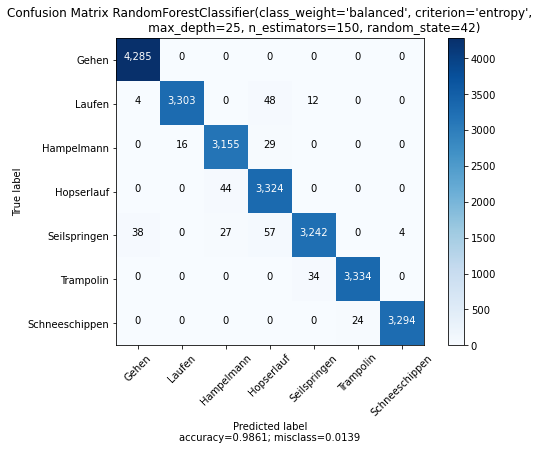 Confusion Matrix RandomForestClassifier(class_weight='balanced', criterion='entropy',
max_depth=25, n_estimators=150, random_state=42)
Gehen 4,285 0 0 0 0 0 0
Laufen 4 3,303 0 48 12 0 0
Hampelmann 0 16 3,155 29 0 0 0
Hopserlauf 0 0 44 3,324 0 0 0
Seilspringen 38 0 27 57 3,242 0 4
Trampolin 0 0 0 0 34 3,334 0
Schneeschippen 0 0 0 0 0 24 3,294
True label
Gehen Laufen Hampelmann Hopserlauf Seilspringen Trampolin Schneeschippen
Predicted label
accuracy=0.9861; misclass=0.0139
4000
3500
3000
2500
2000
1500
1000
500
0